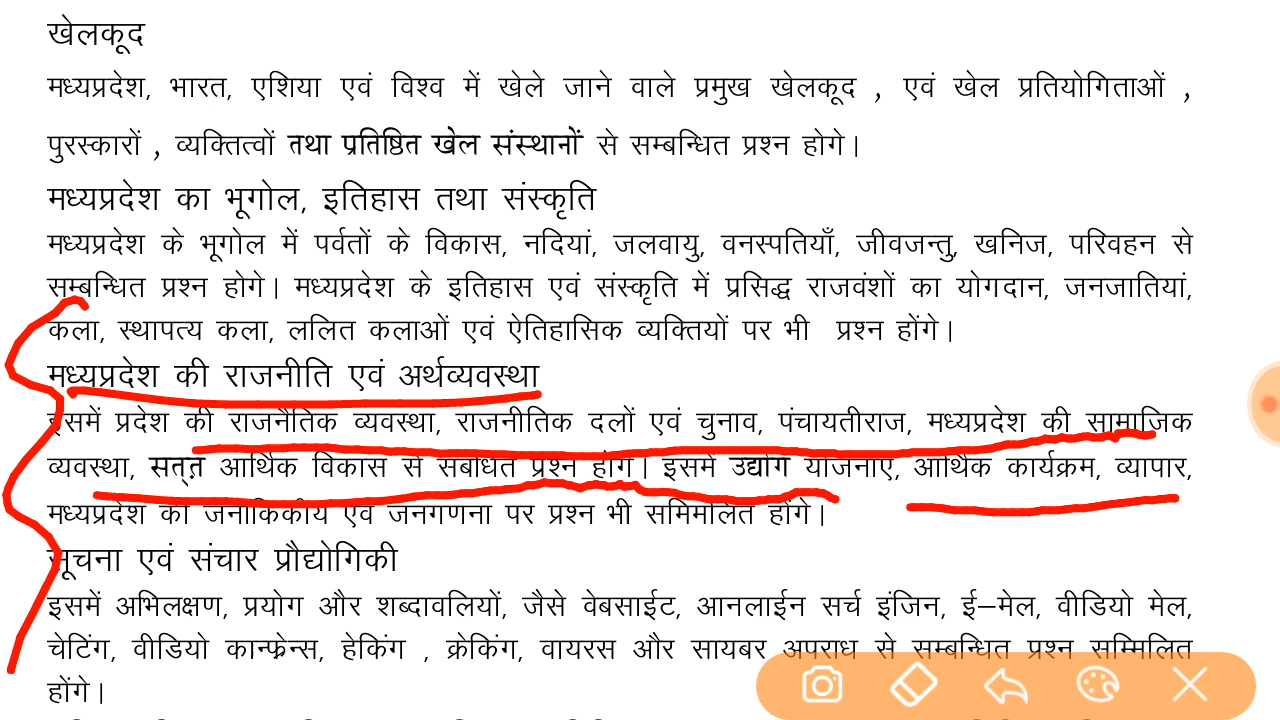 खेलकूद
मध्यप्रदेश, भारत, एशिया एवं विश्व में खेले जाने वाले प्रमुख खेलकूद , एवं खेल प्रतियोगिताओं ,
पुरस्कारों , व्यक्तित्वों तथा प्रतिष्ठित खेल संस्थानों से सम्बन्धित प्रश्न होगे।
मध्यप्रदेश का भूगोल, इतिहास तथा संस्कृति
मध्यप्रदेश के भूगोल में पर्वतों के विकास, नदियां, जलवायु, वनस्पतियाँ, जीवजन्तु, खनिज, परिवहन से
सम्बन्धित प्रश्न होगे। मध्यप्रदेश के इतिहास एवं संस्कृति में प्रसिद्ध राजवंशों का योगदान, जनजातियां,
कला, स्थापत्य कला, ललित कलाओं एवं ऐतिहासिक व्यक्तियों पर भी प्रश्न होंगे।
मध्यप्रदेश की राजनीति एवं अर्थव्यवस्था
इसमें प्रदेश की राजनैतिक व्यवस्था, राजनीतिक दलों एवं चुनाव, पंचायतीराज, मध्यप्रदेश की सामाजिक
व्यवस्था, सत्त आर्थिक विकास से संबंधित प्रश्न होंगे। इसमें उद्योग योजनाएं, आर्थिक कार्यक्रम, व्यापार,
मध्यप्रदेश की जनांकिकीय एवं जनगणना पर प्रश्न भी समिमलित होंगे।
सूचना एवं संचार प्रौद्योगिकी
इसमें अभिलक्षण, प्रयोग और शब्दावलियों, जैसे वेबसाईट, आनलाईन सर्च इंजिन, ई–मेल, वीडियो मेल,
चेटिंग, वीडियो कान्फ्रेन्स, हेकिंग , क्रेकिंग, वायरस और सायबर अपराध से सम्बन्धित प्रश्न सम्मिलित
होंगे।